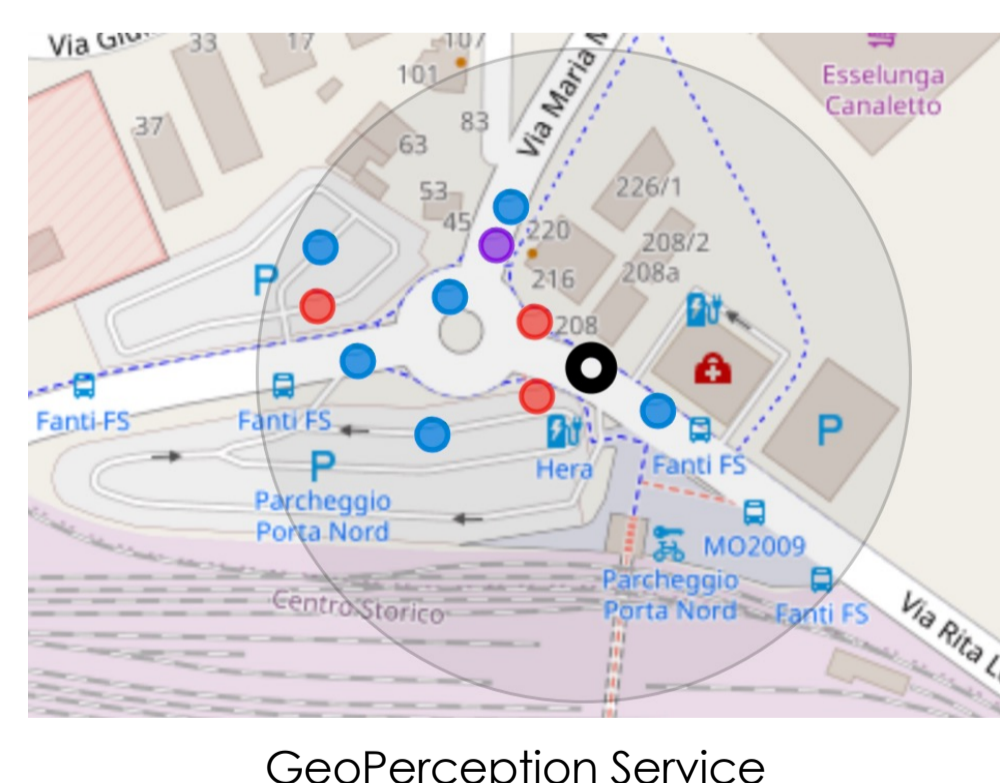 Via Giu
33
17
107
101
Via Maria M
Esselunga
Canaletto
37
83
63
53
45
226/1
220
208/2
208a
216
P
208
Fanti-FS
Fanti FS
P
P
Hera
Fanti FS
Parcheggio
Porta Nord
MO2009
Parcheggio
Porta Nord
Fanti FS
Centro Storico
Via Rita L
GeoPerception Service